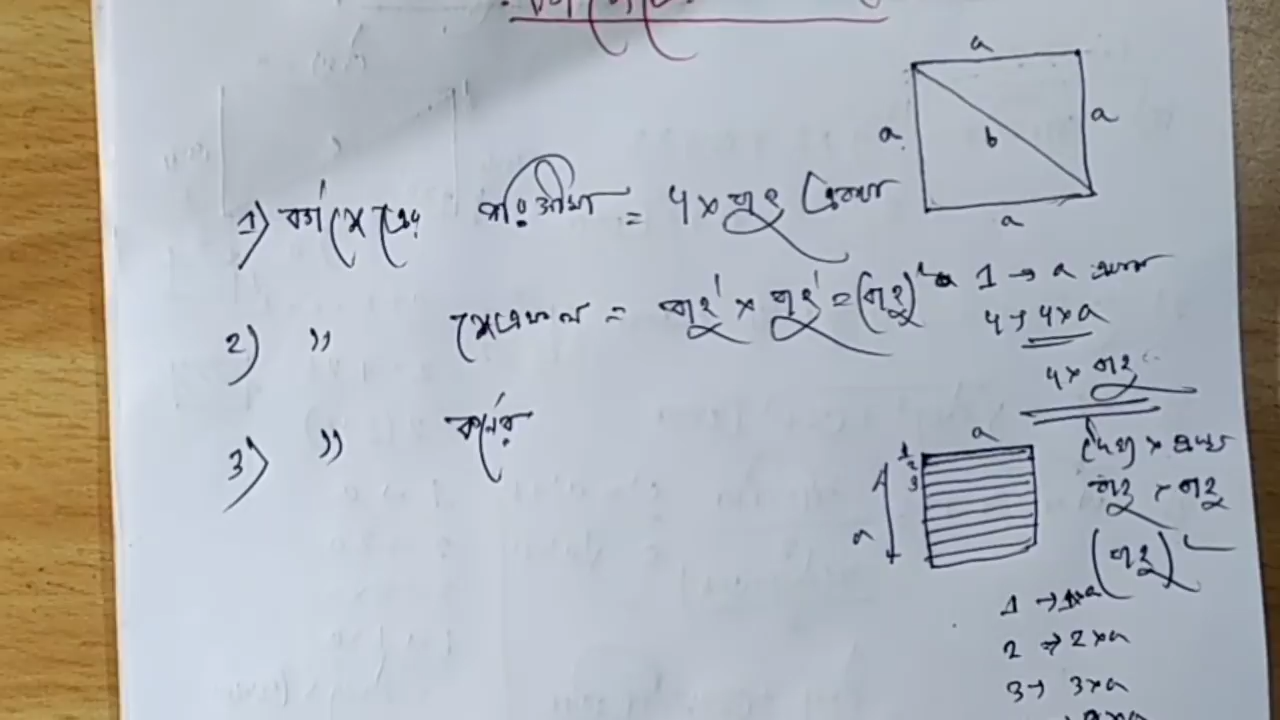 a
a
a
b
a
1) বর্গক্ষেত্রের পরিসীমা = 4 × বাহু
2) " ক্ষেত্রফল = বাহু × বাহু = (বাহু)²
1 → a
4 → 4×a
4 × বাহু
3) " কর্ণের
a
1
2
3
a
দৈর্ঘ্য × প্রস্থ
বাহু × বাহু
(বাহু)²
1 → 1×a
2 → 2×a
3 → 3×a